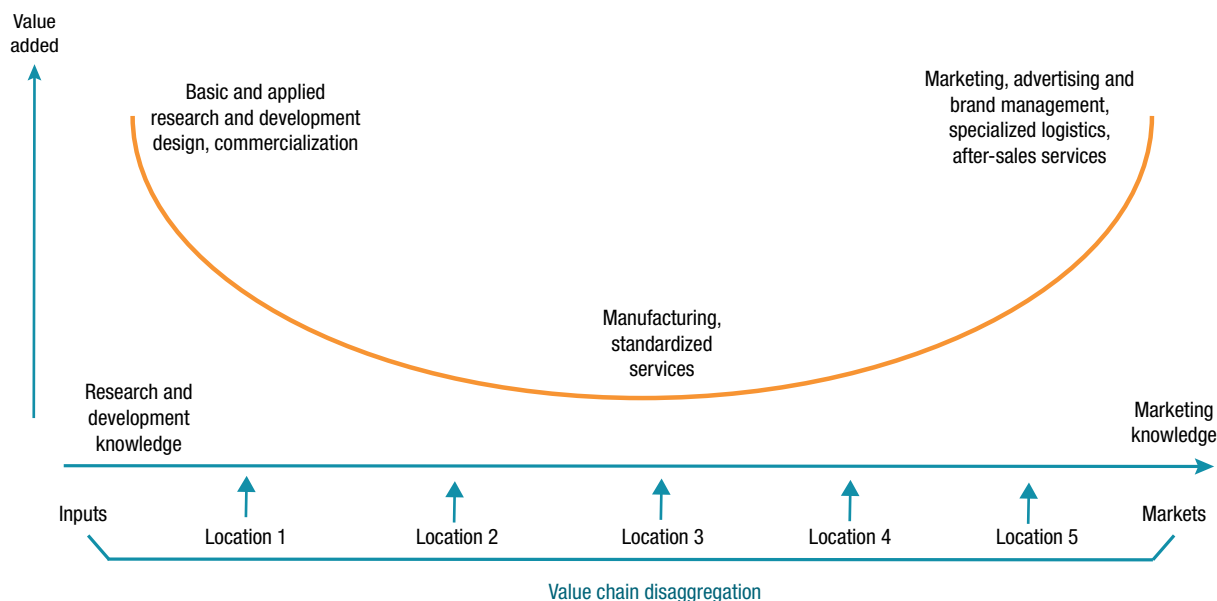 Value
added
Basic and applied
research and development
design, commercialization
Marketing, advertising and
brand management,
specialized logistics,
after-sales services
Manufacturing,
standardized
services
Research and
development
knowledge
Marketing
knowledge
Inputs
Location 1
Location 2
Location 3
Location 4
Location 5
Markets
Value chain disaggregation